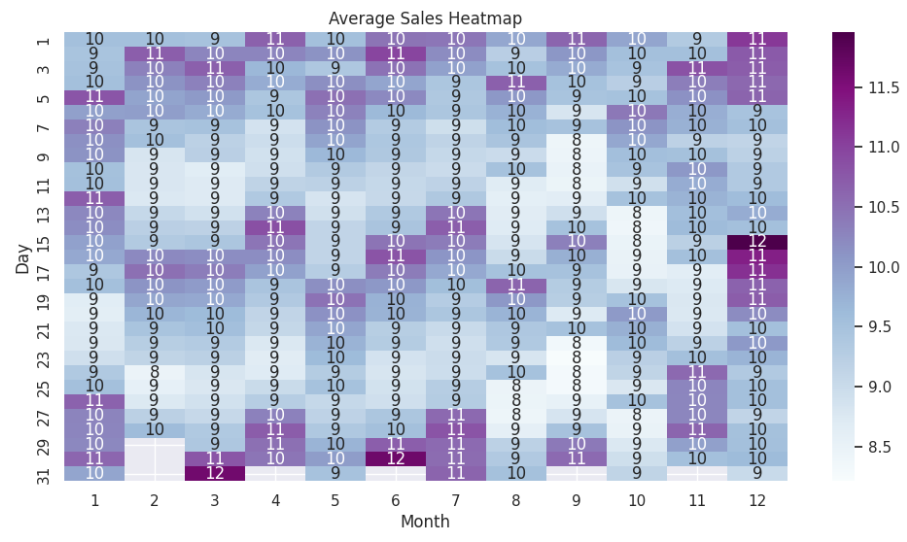 Average Sales Heatmap
1 10 10 9 11 10 10 10 10 11 10 9 11
9 11 10 10 10 11 10 9 10 10 10 10
3 9 10 11 10 9 10 10 10 10 9 11 11
10 10 10 10 10 10 9 11 10 9 10 11
5 11 10 10 9 10 10 9 10 9 10 10 11
10 10 10 10 10 10 9 9 9 10 9 9
7 10 9 9 9 10 9 9 10 9 10 10 10
10 10 9 9 10 9 9 9 8 10 9 9
9 10 9 9 9 10 9 9 9 8 10 10 9
10 9 9 9 9 9 9 10 8 9 10 9
11 10 9 9 9 9 9 9 9 8 9 10 9
11 9 9 9 9 9 9 9 9 10 10 10
13 10 9 9 10 9 9 10 9 9 8 10 10
10 9 9 11 9 9 11 9 10 8 10 10
15 10 9 9 10 9 10 10 9 10 8 9 12
10 10 10 10 9 11 10 9 9 9 10 11
17 9 10 10 9 9 10 10 10 9 9 9 11
10 10 10 9 10 10 10 11 9 9 9 11
19 9 10 10 9 10 10 9 10 9 10 9 11
9 10 10 9 10 9 9 9 9 10 9 10
21 9 9 10 9 10 9 9 9 10 10 9 10
9 9 9 9 10 9 9 9 9 10 9 10
23 9 9 9 9 10 9 9 9 8 9 10 10
9 8 9 9 9 9 9 10 8 9 11 9
25 10 9 9 9 10 9 9 8 8 9 10 10
11 9 9 9 9 9 9 8 9 10 10 10
27 10 9 9 10 9 9 11 8 9 8 10 9
10 10 9 11 9 10 11 9 9 9 11 10
29 10 9 11 10 11 11 9 10 9 10 10
11 11 10 10 12 11 9 11 9 10 10
31 10 12 9 11 10 9 9
1 2 3 4 5 6 7 8 9 10 11 12
Month
Day
11.5
11.0
10.5
10.0
9.5
9.0
8.5